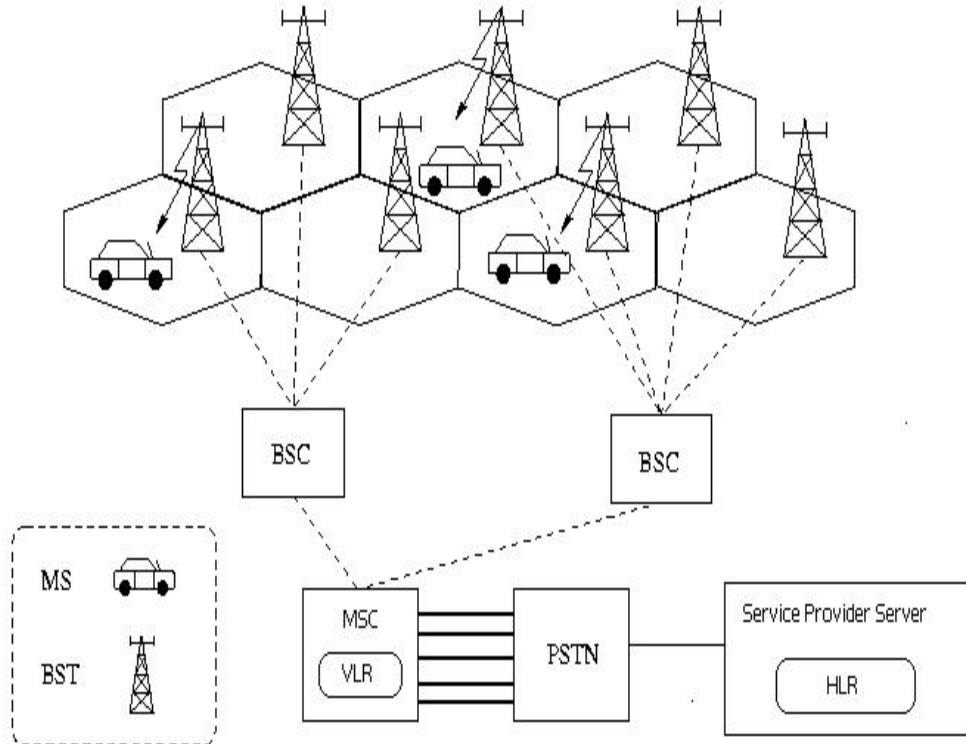 BSC
BSC
MS
BST
MSC
VLR
PSTN
Service Provider Server
HLR